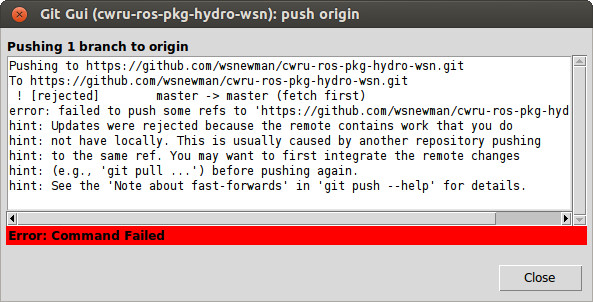 Git Gui (cwru-ros-pkg-hydro-wsn): push origin
Pushing 1 branch to origin
Pushing to https://github.com/wsnewman/cwru-ros-pkg-hydro-wsn.git
To https://github.com/wsnewman/cwru-ros-pkg-hydro-wsn.git
 ! [rejected]        master -> master (fetch first)
error: failed to push some refs to 'https://github.com/wsnewman/cwru-ros-pkg-hyd
hint: Updates were rejected because the remote contains work that you do
hint: not have locally. This is usually caused by another repository pushing
hint: to the same ref. You may want to first integrate the remote changes
hint: (e.g., 'git pull ...') before pushing again.
hint: See the 'Note about fast-forwards' in 'git push --help' for details.
Error: Command Failed
Close